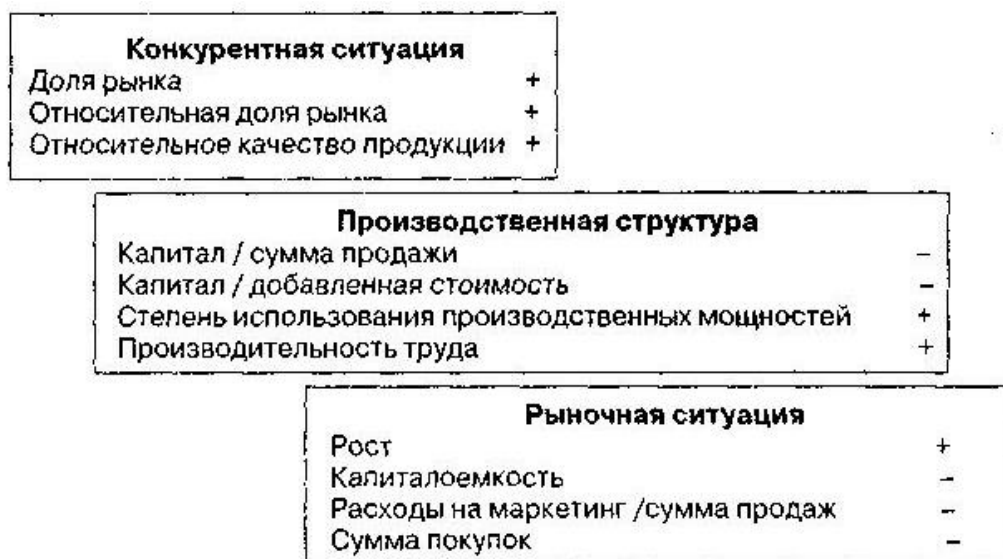 Конкурентная ситуация
Доля рынка +
Относительная доля рынка +
Относительное качество продукции +
Производственная структура
Капитал / сумма продажи –
Капитал / добавленная стоимость –
Степень использования производственных мощностей +
Производительность труда +
Рыночная ситуация
Рост +
Капиталоемкость –
Расходы на маркетинг /сумма продаж –
Сумма покупок –